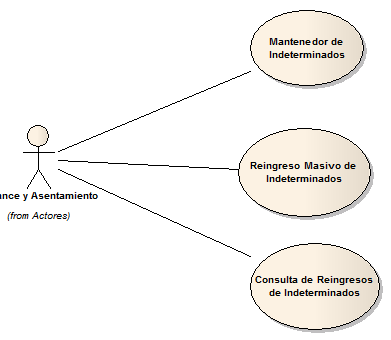 Mantenedor de
Indeterminados
Reingreso Masivo de
Indeterminados
ance y Asentamiento
(from Actores)
Consulta de Reingresos
de Indeterminados